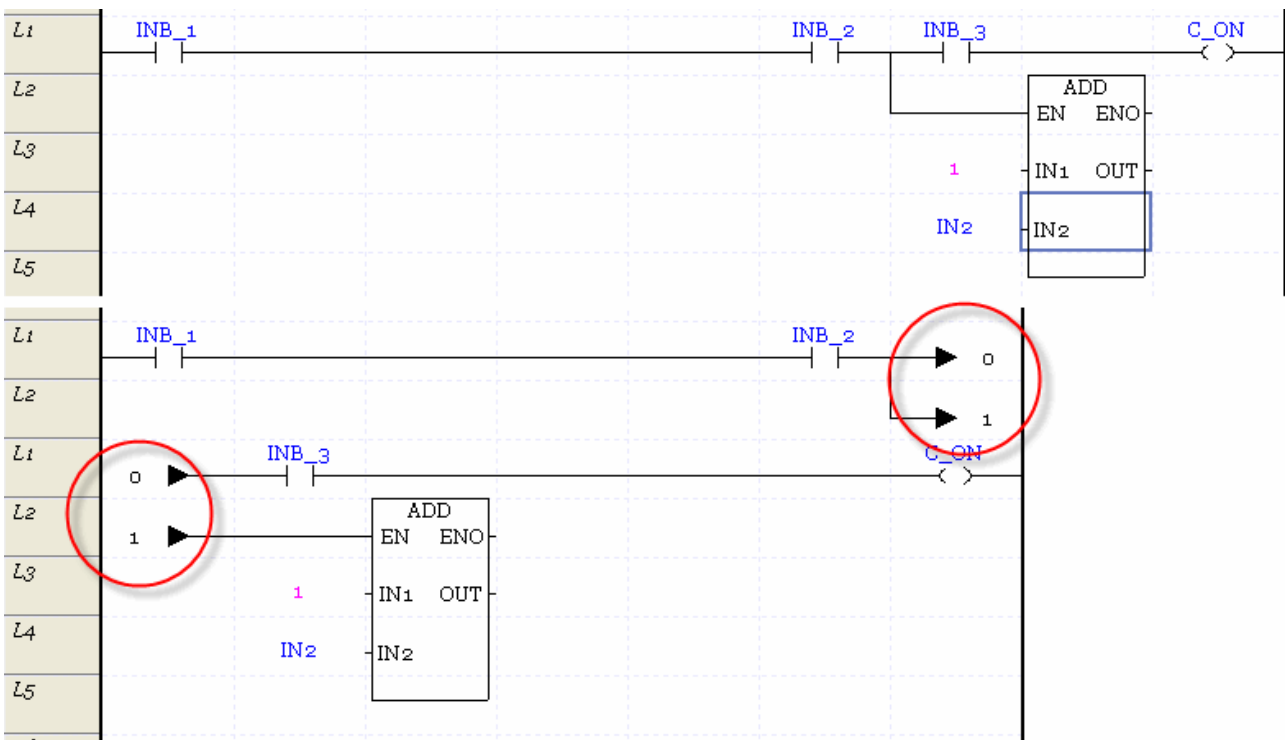 L1 INB_1 INB_2 INB_3 C_ON
L2 ADD
EN ENO
L3 1 IN1 OUT
L4 IN2 IN2
L5
L1 INB_1 INB_2 0
L2 1
L1 0 INB_3 C_ON
L2 1 ADD
EN ENO
L3 1 IN1 OUT
L4 IN2 IN2
L5